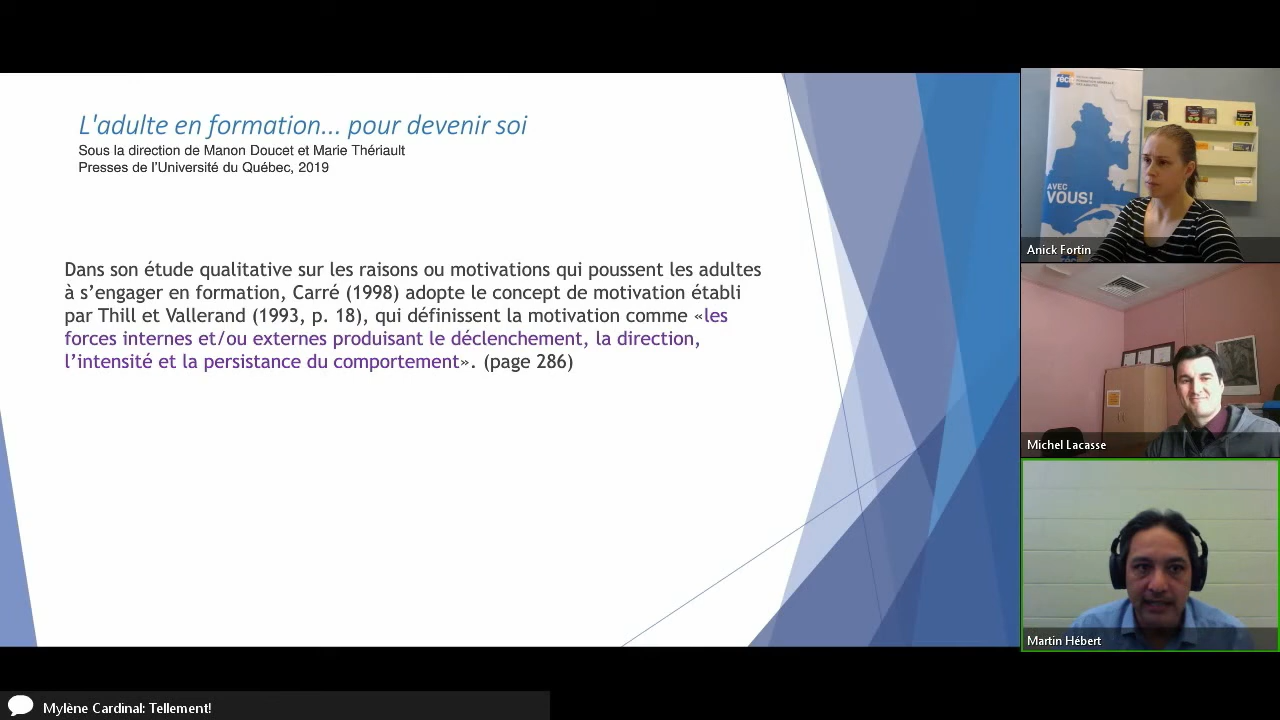 L'adulte en formation... pour devenir soi
Sous la direction de Manon Doucet et Marie Thériault
Presses de l'Université du Québec, 2019
Dans son étude qualitative sur les raisons ou motivations qui poussent les adultes
à s’engager en formation, Carré (1998) adopte le concept de motivation établi
par Thill et Vallerand (1993, p. 18), qui définissent la motivation comme «les
forces internes et/ou externes produisant le déclenchement, la direction,
l’intensité et la persistance du comportement». (page 286)
AVEC
VOUS!
Anick Fortin
Michel Lacasse
Martin Hébert
Mylène Cardinal: Tellement!